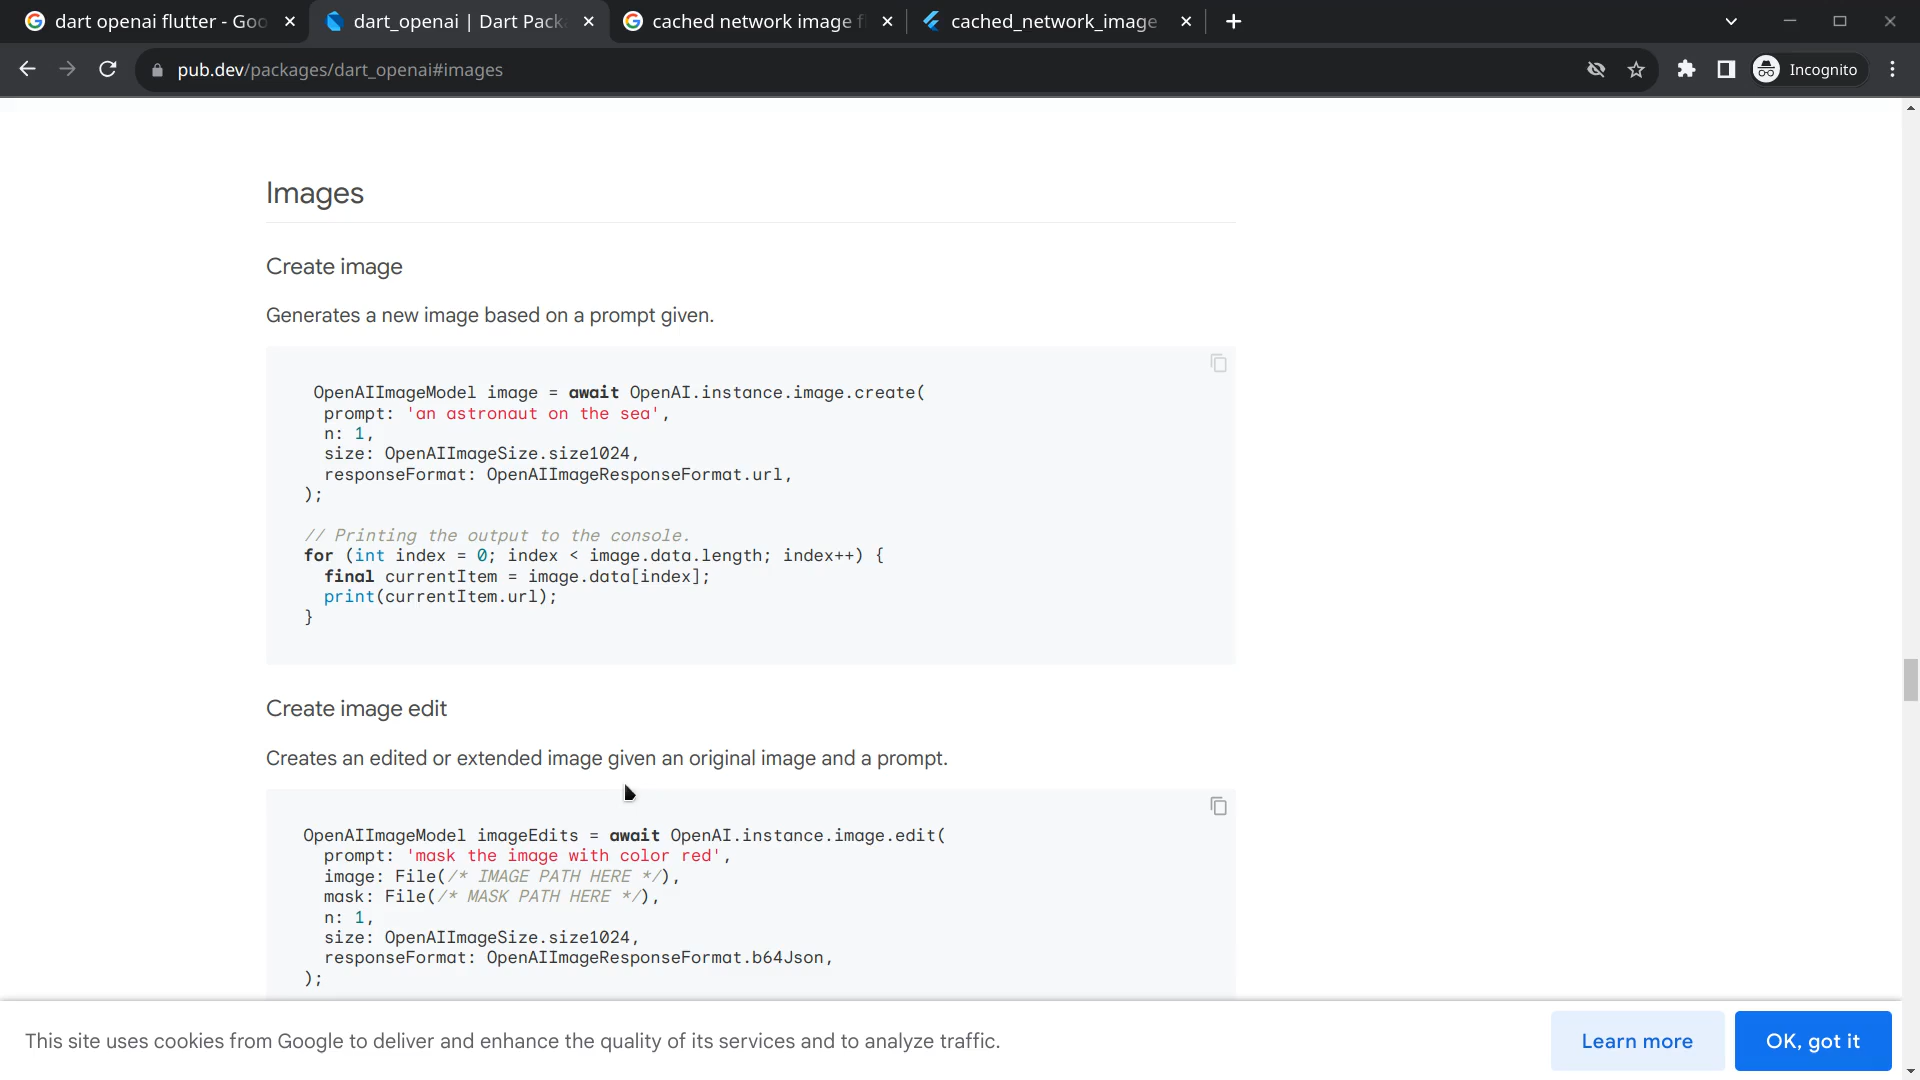 dart openai flutter - Goo
dart_openai | Dart Pack
cached network image f
cached_network_image
pub.dev/packages/dart_openai#images
Incognito
Images
Create image
Generates a new image based on a prompt given.
OpenAIImageModel image = await OpenAI.instance.image.create(
prompt: 'an astronaut on the sea',
n: 1,
size: OpenAIImageSize.size1024,
responseFormat: OpenAIImageResponseFormat.url,
);
// Printing the output to the console.
for (int index = 0; index < image.data.length; index++) {
final currentItem = image.data[index];
print(currentItem.url);
}
Create image edit
Creates an edited or extended image given an original image and a prompt.
OpenAIImageModel imageEdits = await OpenAI.instance.image.edit(
prompt: 'mask the image with color red',
image: File(/* IMAGE PATH HERE */),
mask: File(/* MASK PATH HERE */),
n: 1,
size: OpenAIImageSize.size1024,
responseFormat: OpenAIImageResponseFormat.b64Json,
);
This site uses cookies from Google to deliver and enhance the quality of its services and to analyze traffic.
Learn more
OK, got it